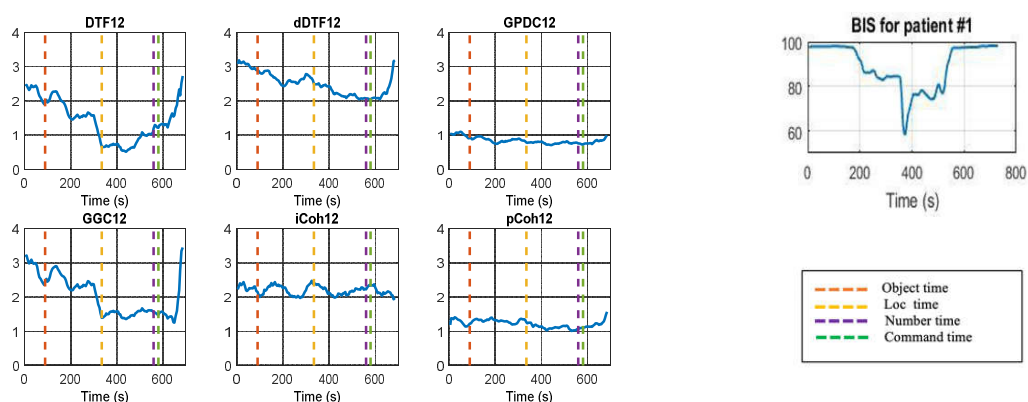 DTF12
4
3
2
1
0
0 200 400 600
Time (s)
dDTF12
4
3
2
1
0
0 200 400 600
Time (s)
GPDC12
4
3
2
1
0
0 200 400 600
Time (s)
GGC12
4
3
2
1
0
0 200 400 600
Time (s)
iCoh12
4
3
2
1
0
0 200 400 600
Time (s)
pCoh12
4
3
2
1
0
0 200 400 600
Time (s)
BIS for patient #1
100
80
60
0 200 400 600 800
Time (s)
Object time
Loc time
Number time
Command time